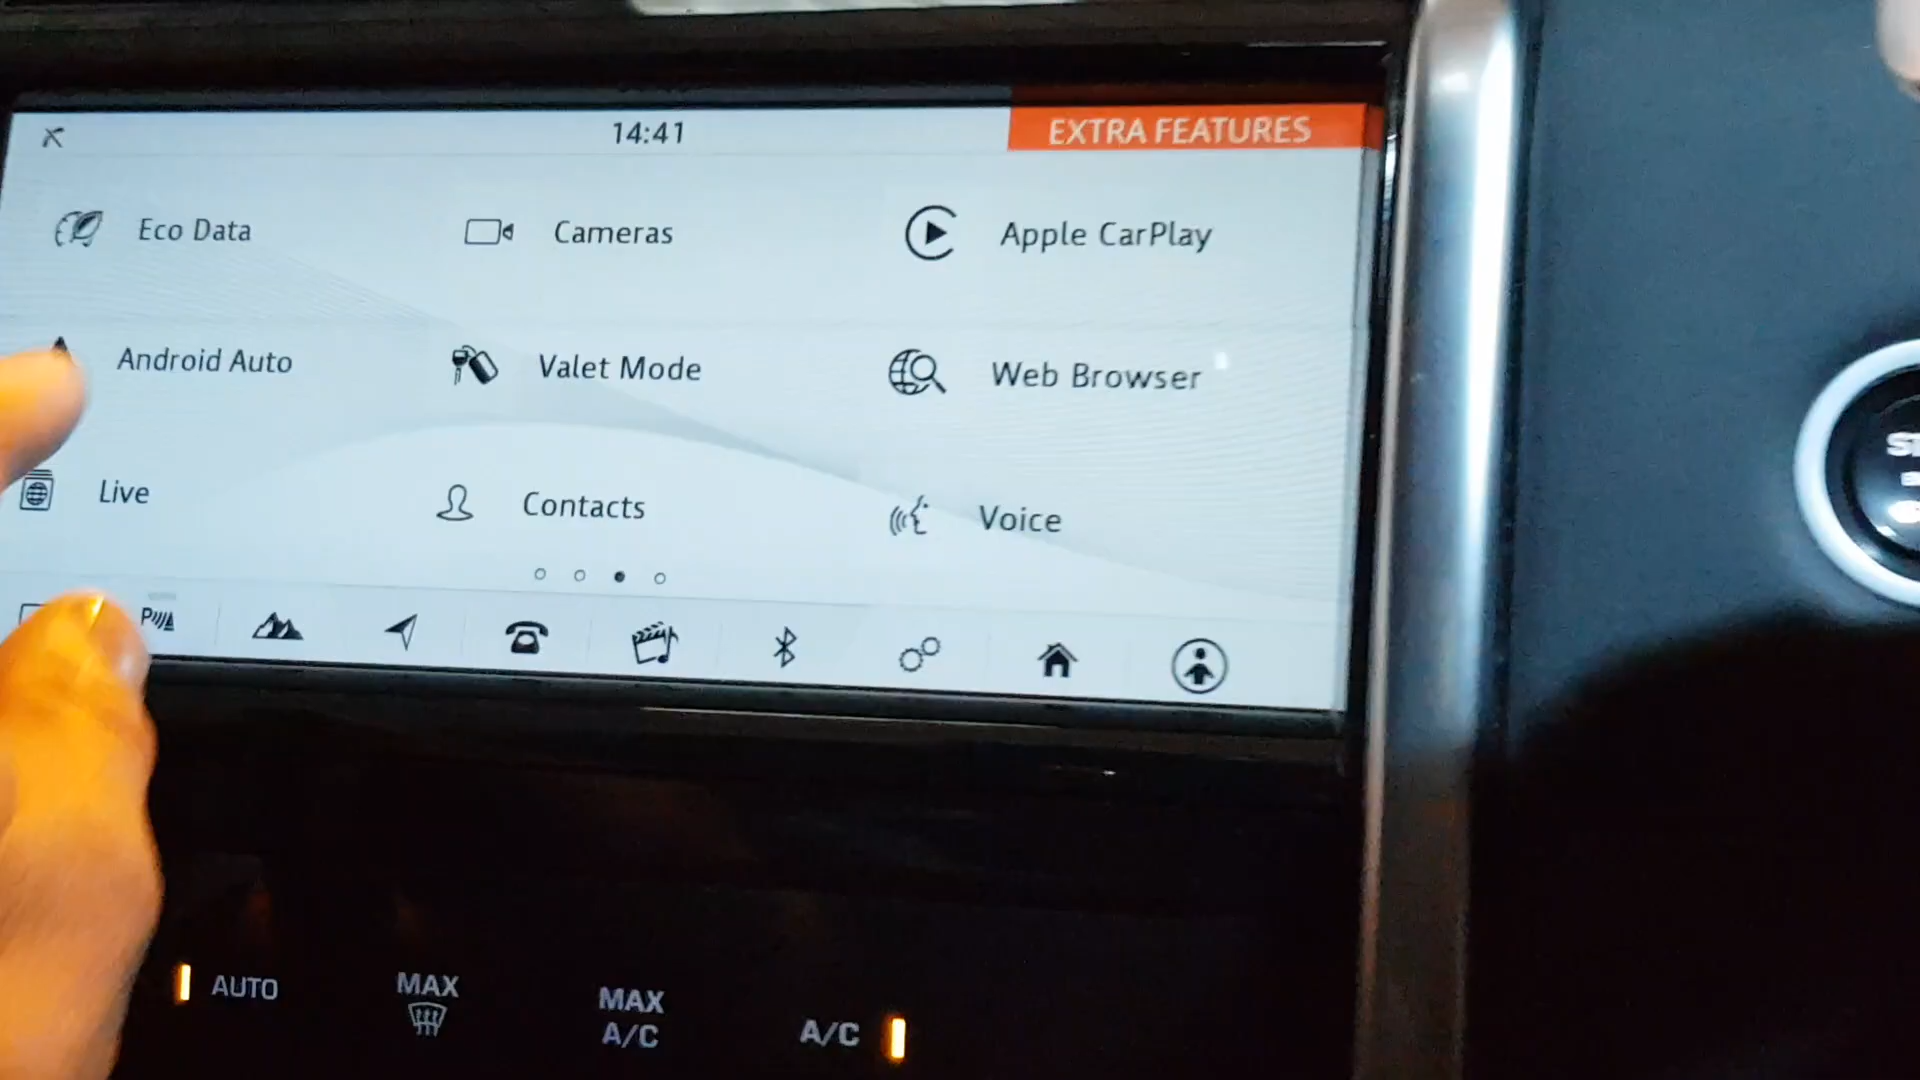 14:41
EXTRA FEATURES
Eco Data
Cameras
Apple CarPlay
Android Auto
Valet Mode
Web Browser
Live
Contacts
Voice
P
AUTO
MAX
MAX
A/C
A/C